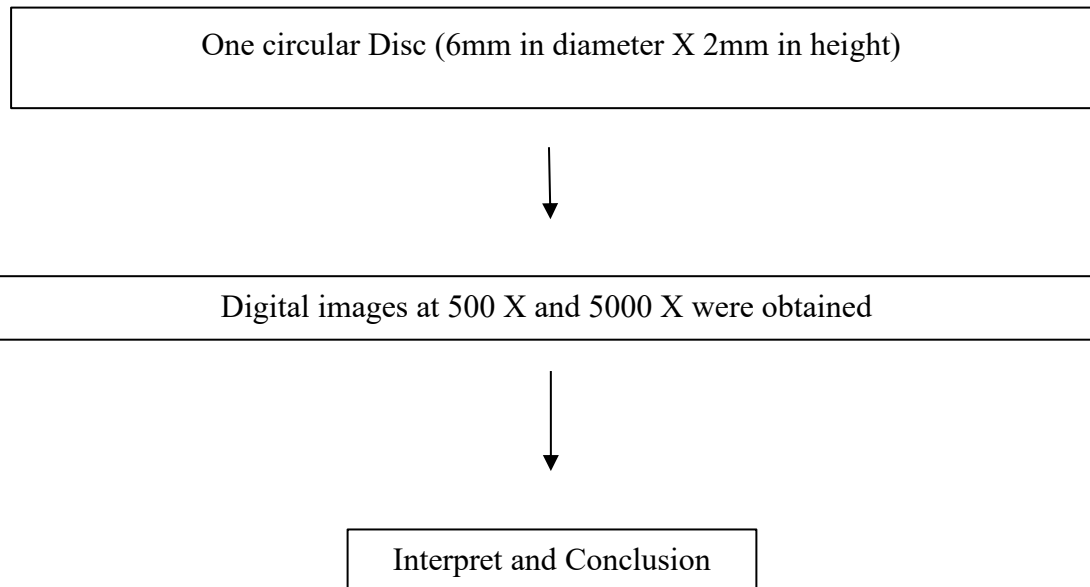 One circular Disc (6mm in diameter X 2mm in height)
Digital images at 500 X and 5000 X were obtained
Interpret and Conclusion